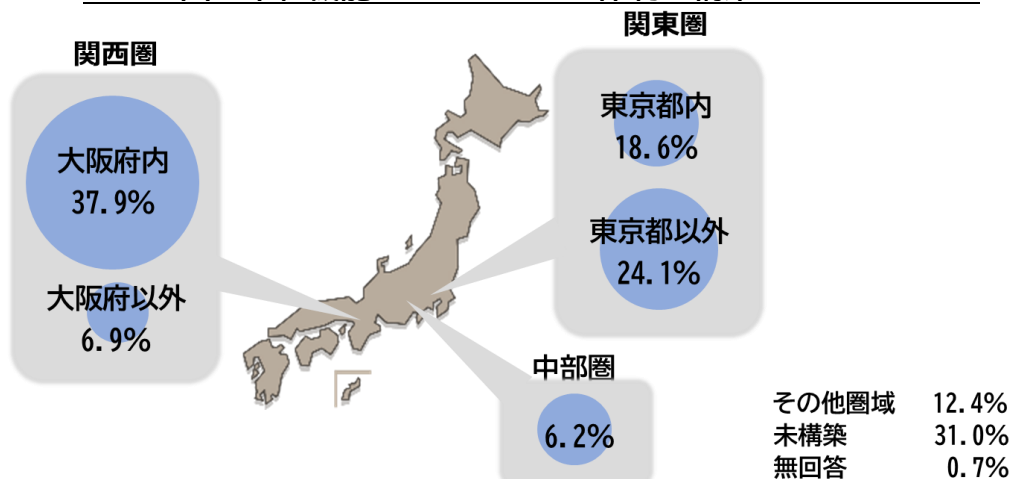 関西圏
大阪府内
37.9%
大阪府以外
6.9%
関東圏
東京都内
18.6%
東京都以外
24.1%
中部圏
6.2%
その他圏域 12.4%
未構築 31.0%
無回答 0.7%